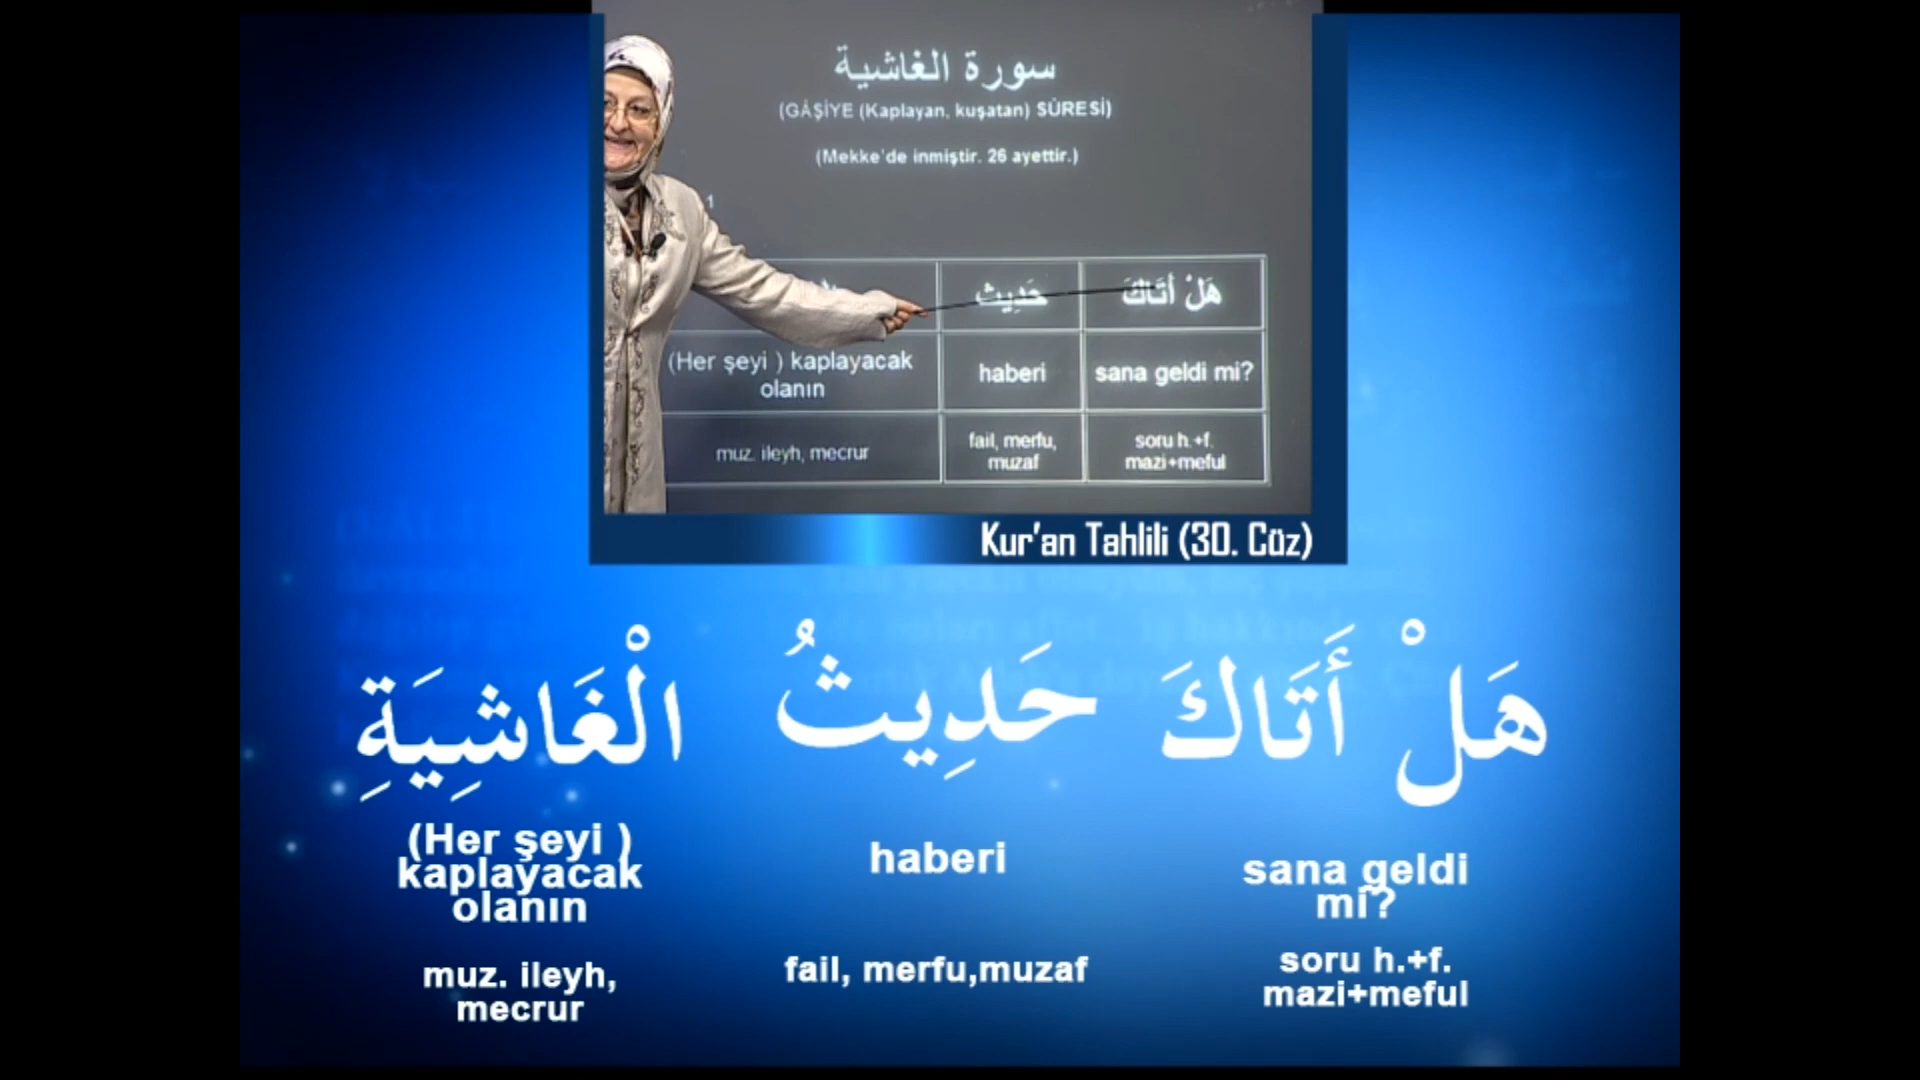 سورة الغاشية
(GÂŞİYE (Kaplayan, kuşatan) SÛRESİ)
(Mekke'de inmiştir. 26 ayettir.)
1
هَلْ أَتَاكَ حَدِيث
(Her şeyi ) kaplayacak olanın
haberi
sana geldi mi?
muz. ileyh, mecrur
fail, merfu,
muzaf
soru h.+f.
mazi+meful
Kur'an Tahlili (30. Cüz)
هَلْ أَتَاكَ حَدِيثُ الْغَاشِيَةِ
(Her şeyi )
kaplayacak
olanın
haberi
sana geldi
mi?
muz. ileyh,
mecrur
fail, merfu,muzaf
soru h.+f.
mazi+meful